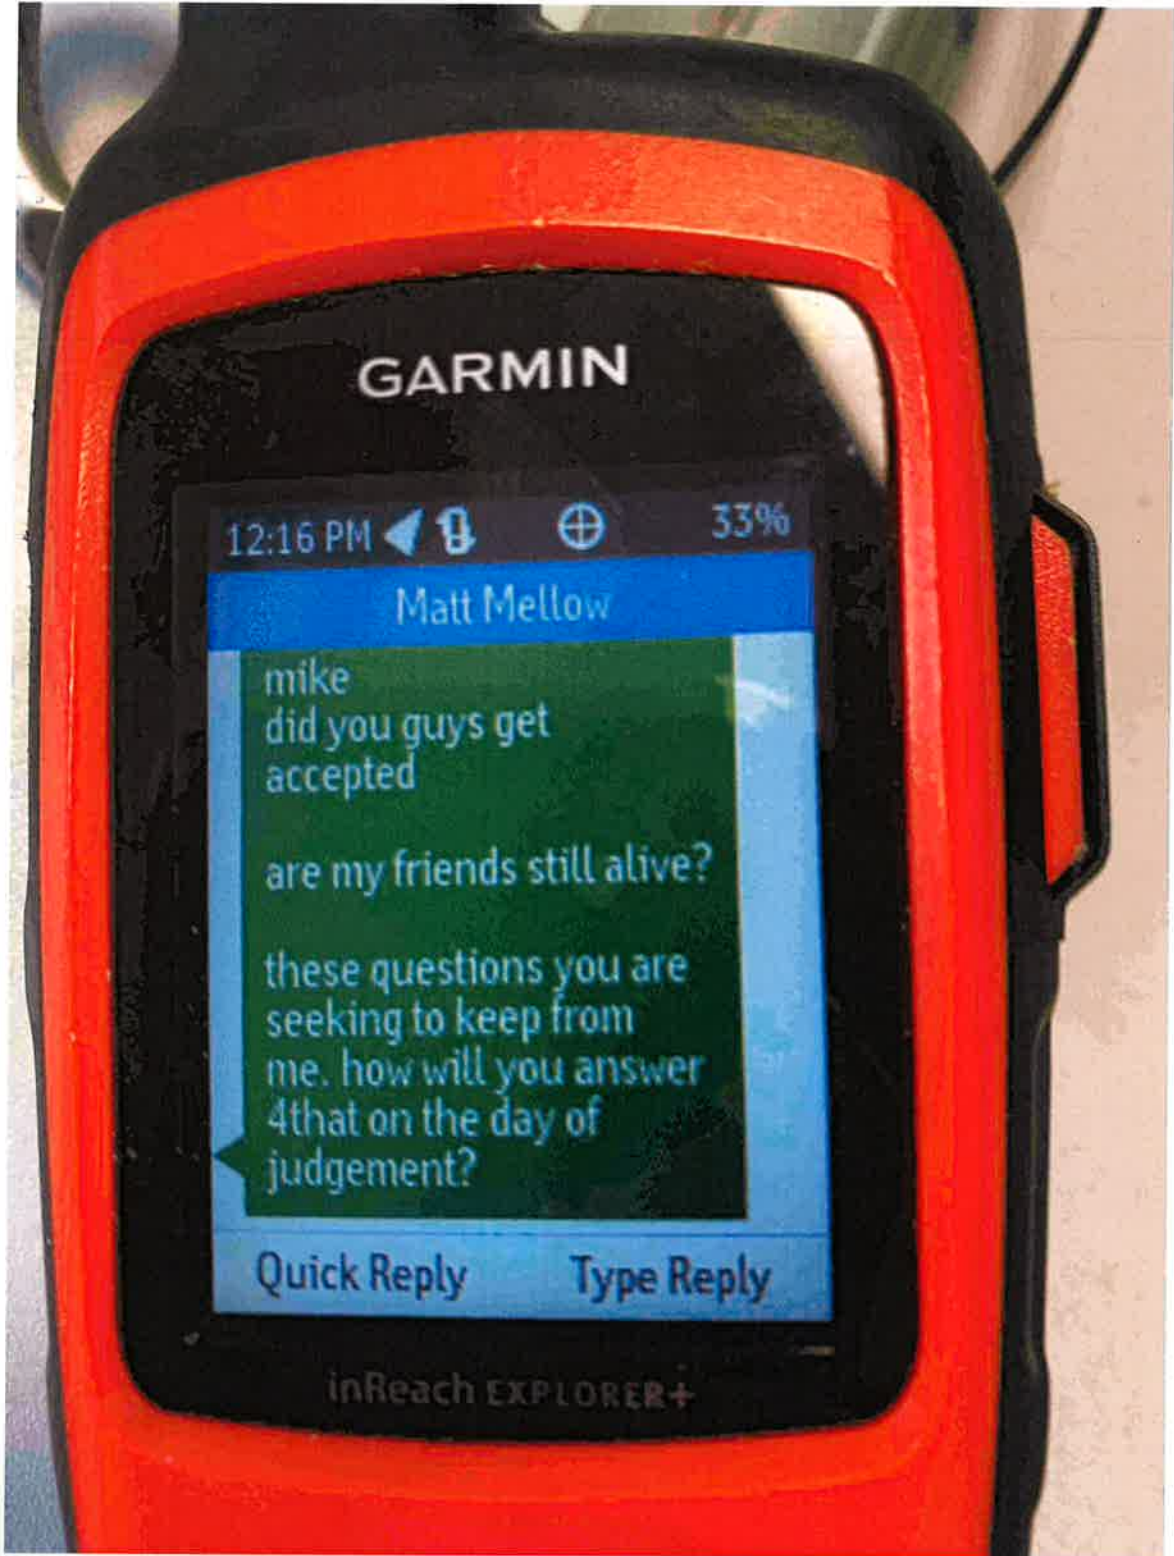 GARMIN
12:16 PM 33%
Matt Mellow
mike
did you guys get
accepted
are my friends still alive?
these questions you are
seeking to keep from
me. how will you answer
4that on the day of
judgement?
Quick Reply Type Reply
inReach EXPLORER+